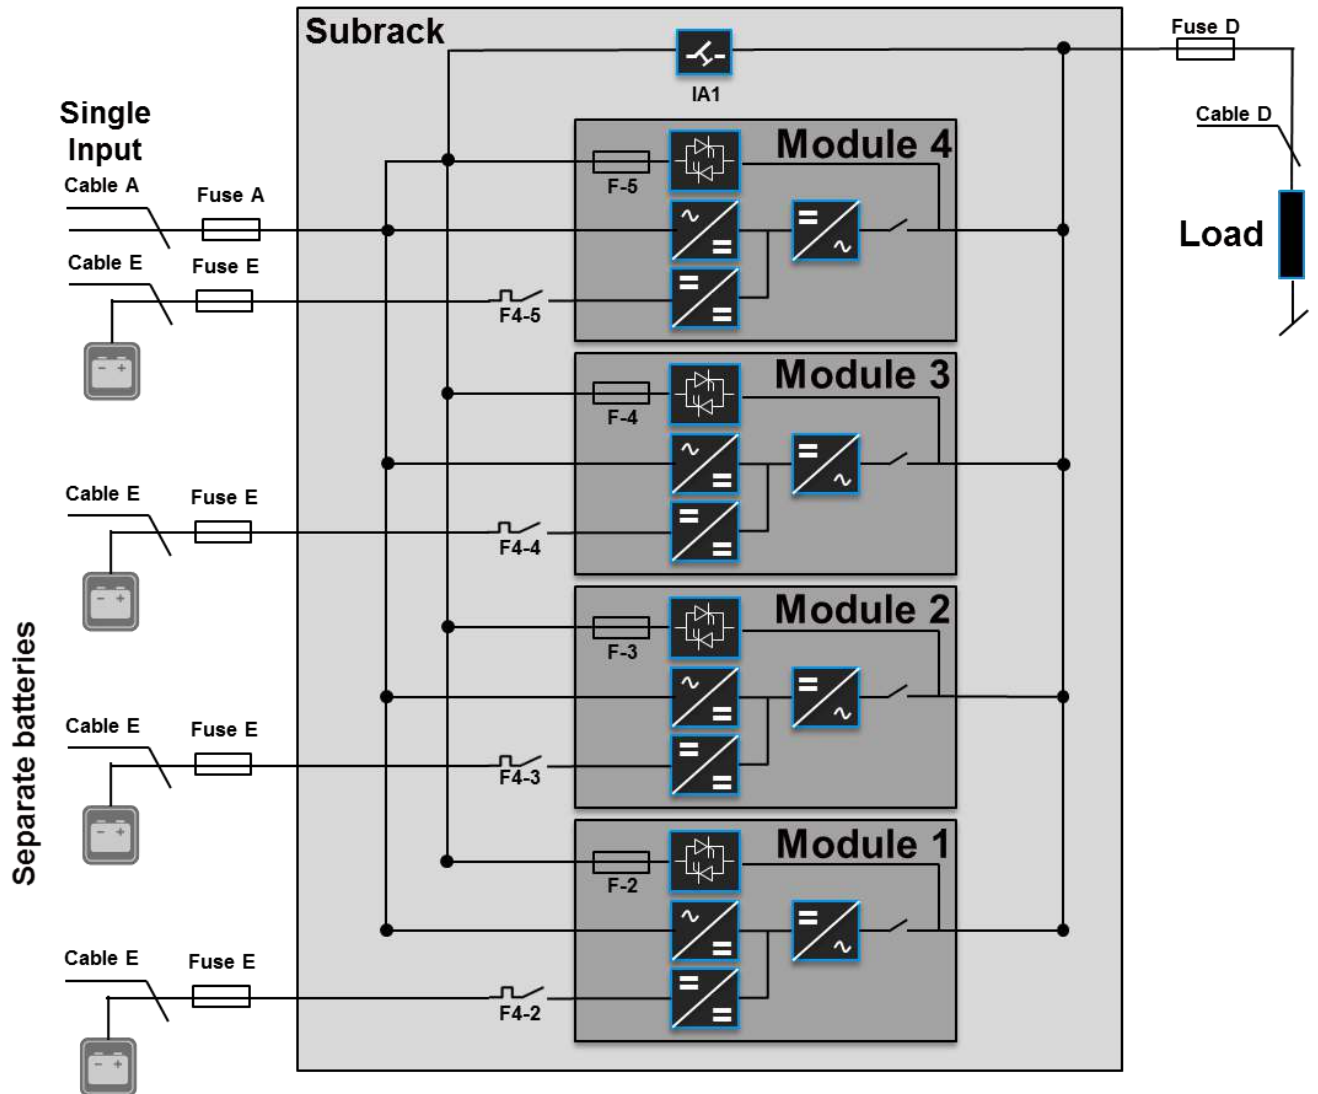 Subrack
Fuse D
IA1
Cable D
Single
Input
Module 4
Cable A
Fuse A
F-5
Load
Cable E
Fuse E
F4-5
- +
Module 3
F-4
Cable E
Fuse E
F4-4
- +
Module 2
F-3
Separate batteries
Cable E
Fuse E
F4-3
- +
Module 1
F-2
Cable E
Fuse E
F4-2
- +